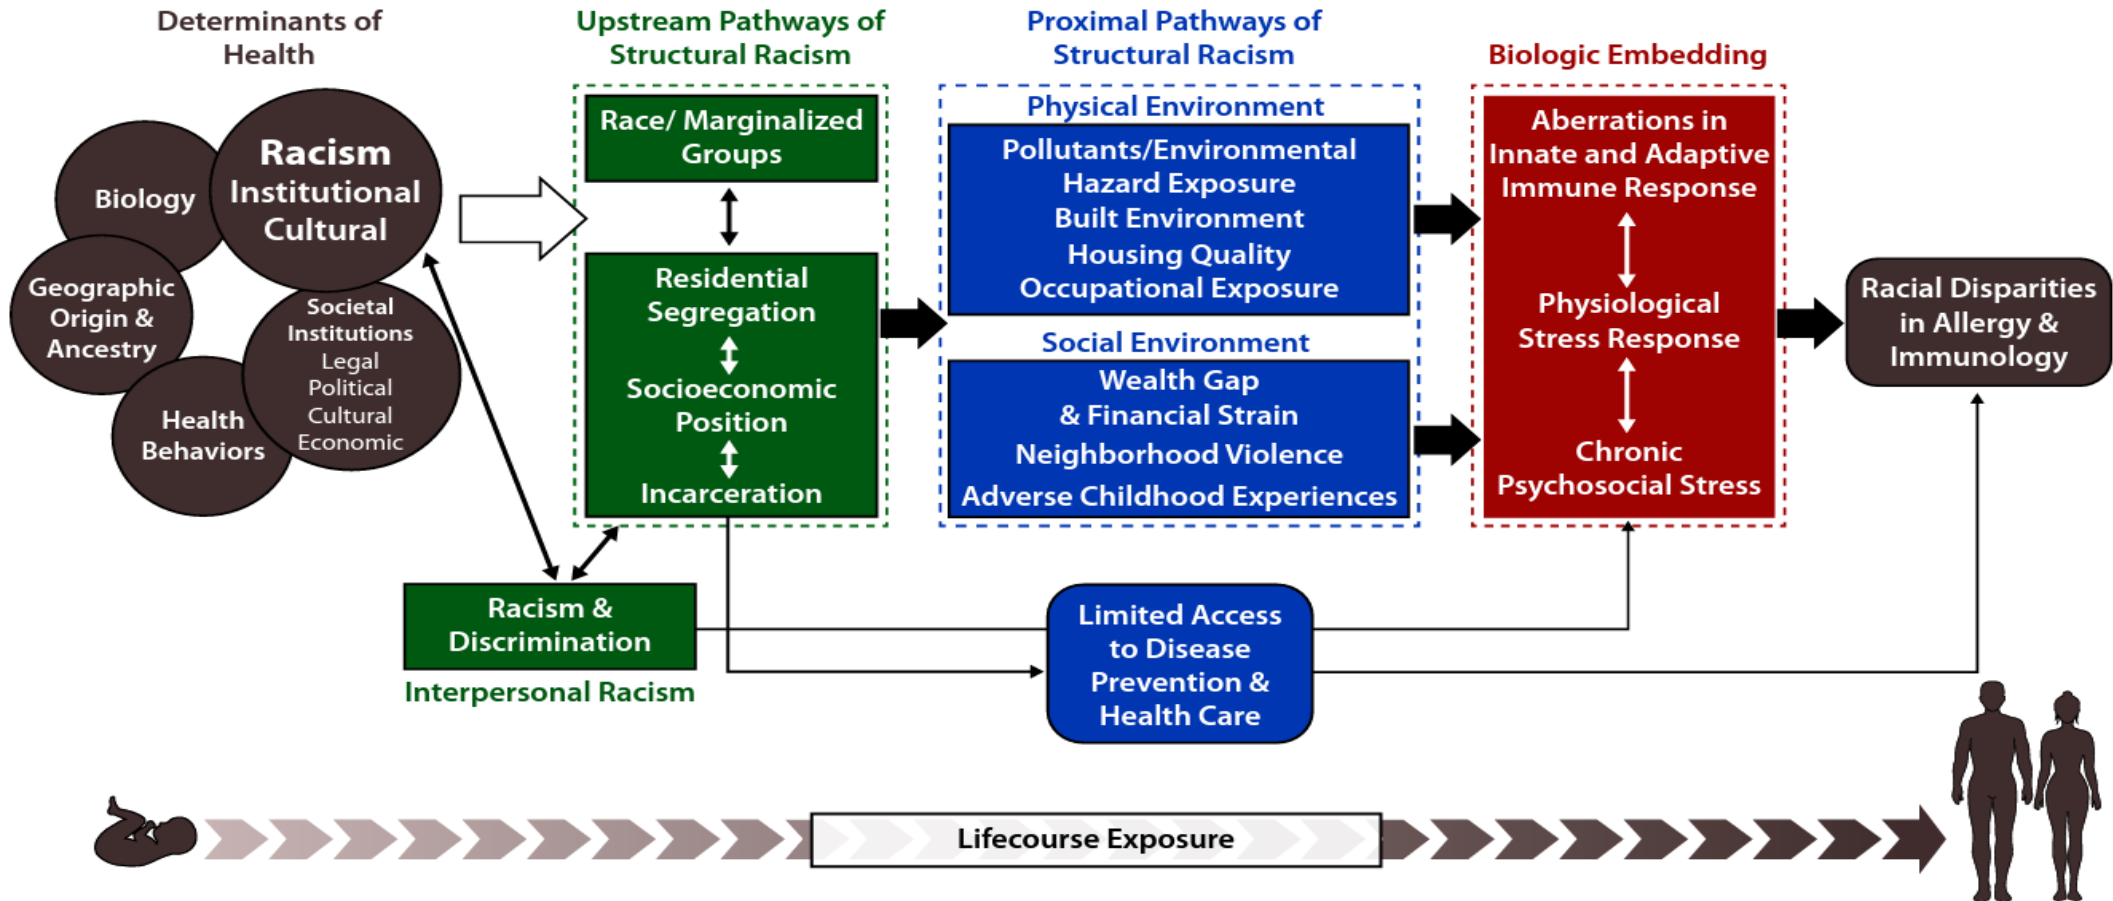 Determinants of
Health
Racism
Institutional
Cultural
Biology
Geographic
Origin &
Ancestry
Societal
Institutions
Legal
Political
Cultural
Economic
Health
Behaviors
Upstream Pathways of
Structural Racism
Race/ Marginalized
Groups
Residential
Segregation
Socioeconomic
Position
Incarceration
Racism &
Discrimination
Interpersonal Racism
Proximal Pathways of
Structural Racism
Physical Environment
Pollutants/Environmental
Hazard Exposure
Built Environment
Housing Quality
Occupational Exposure
Social Environment
Wealth Gap
& Financial Strain
Neighborhood Violence
Adverse Childhood Experiences
Limited Access
to Disease
Prevention &
Health Care
Biologic Embedding
Aberrations in
Innate and Adaptive
Immune Response
Physiological
Stress Response
Chronic
Psychosocial Stress
Racial Disparities
in Allergy &
Immunology
Lifecourse Exposure